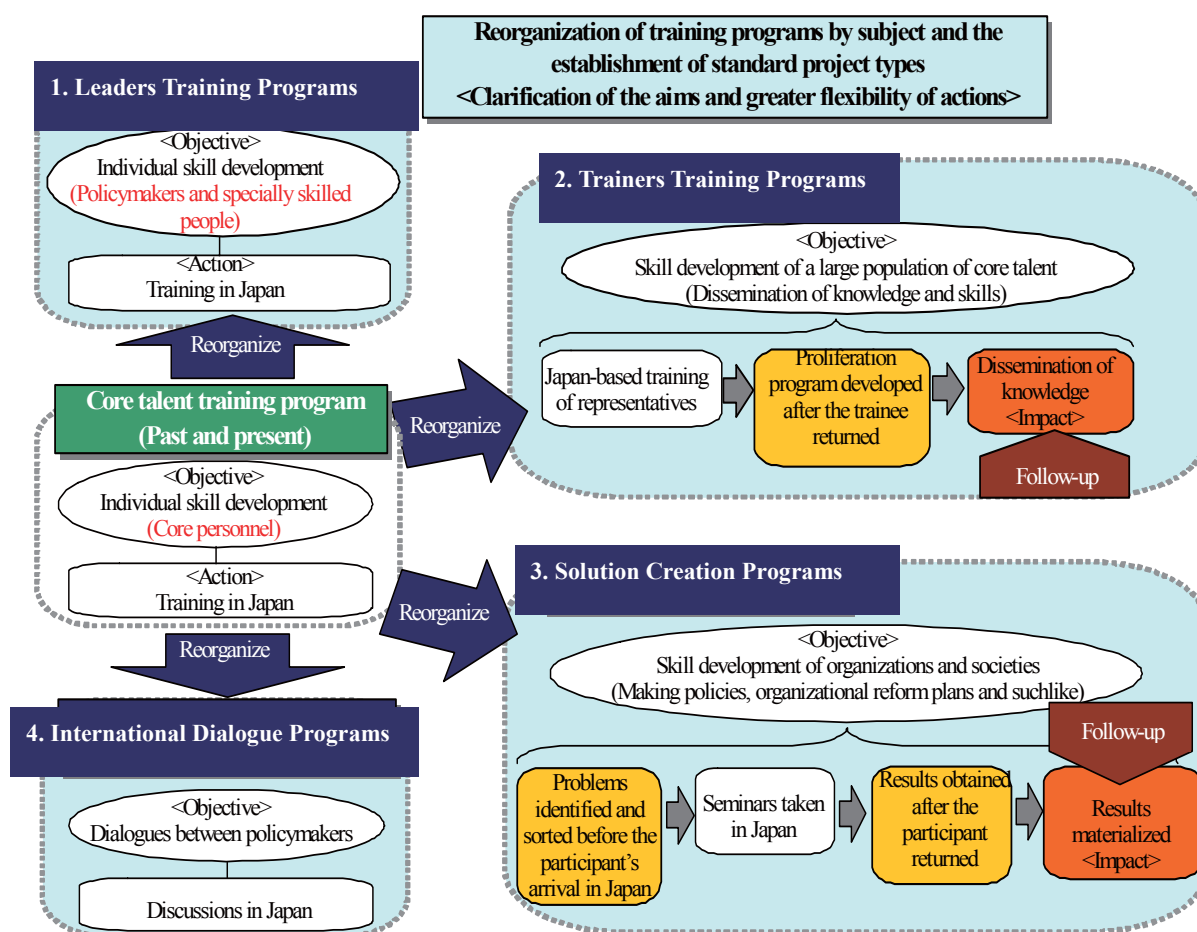 Reorganization of training programs by subject and the
establishment of standard project types
<Clarification of the aims and greater flexibility of actions>
1. Leaders Training Programs
<Objective>
Individual skill development
(Policymakers and specially skilled
people)
<Action>
Training in Japan
Reorganize
Core talent training program
(Past and present)
<Objective>
Individual skill development
(Core personnel)
<Action>
Training in Japan
Reorganize
Reorganize
Reorganize
2. Trainers Training Programs
<Objective>
Skill development of a large population of core talent
(Dissemination of knowledge and skills)
Japan-based training
of representatives
Proliferation
program developed
after the trainee
returned
Dissemination of
knowledge
<Impact>
Follow-up
3. Solution Creation Programs
<Objective>
Skill development of organizations and societies
(Making policies, organizational reform plans and suchlike)
Follow-up
Problems
identified and
sorted before the
participant's
arrival in Japan
Seminars taken
in Japan
Results obtained
after the
participant
returned
Results
materialized
<Impact>
4. International Dialogue Programs
<Objective>
Dialogues between policymakers
Discussions in Japan